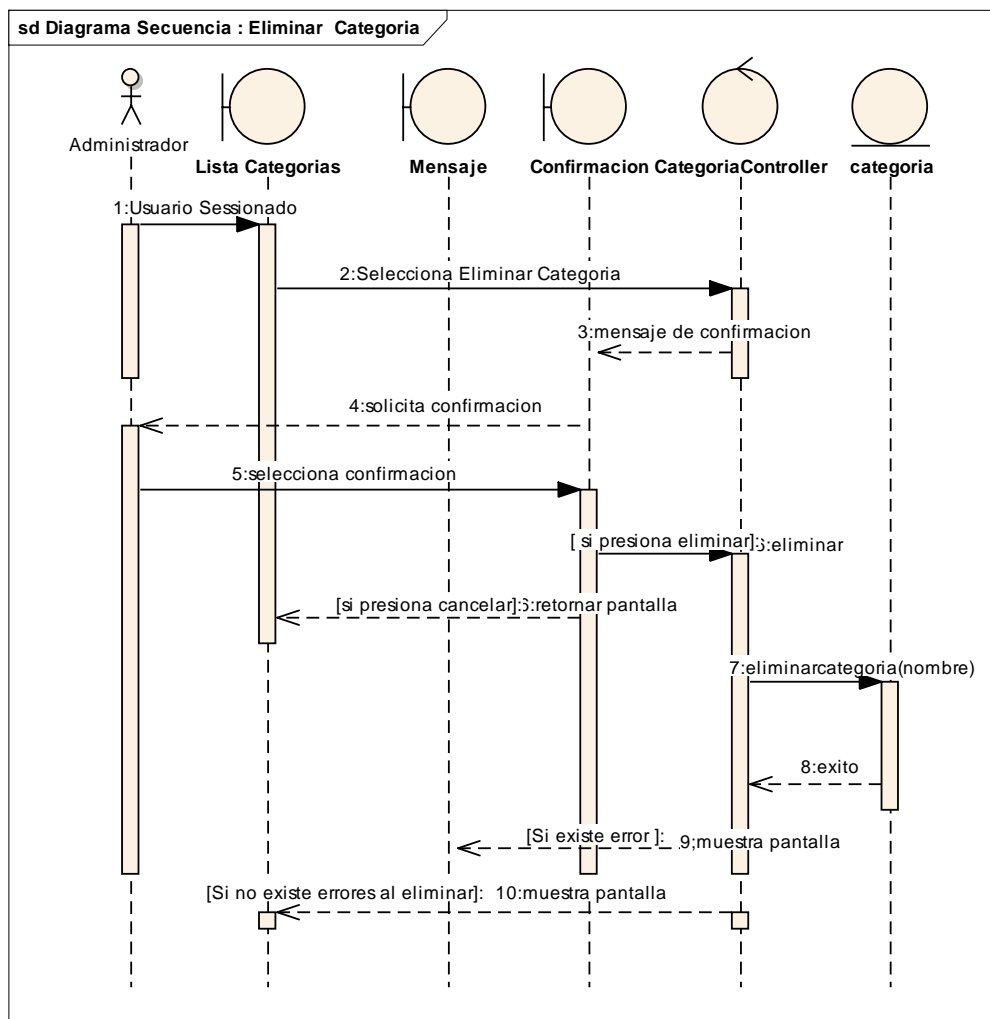 sd Diagrama Secuencia : Eliminar  Categoria
Administrador
Lista Categorias
Mensaje
Confirmacion
CategoriaController
categoria
1:Usuario Sessionado
2:Selecciona Eliminar Categoria
3:mensaje de confirmacion
4:solicita confirmacion
5:selecciona confirmacion
[ si presiona eliminar]: 6:eliminar
[si presiona cancelar]: 6:retornar pantalla
7:eliminarcategoria(nombre)
8:exito
[Si existe error ]: 9;muestra pantalla
[Si no existe errores al eliminar]: 10:muestra pantalla